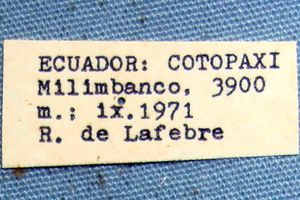 ECUADOR: COTOPAXI
Milimbanco, 3900
m.; ix.1971
R. de Lafebre